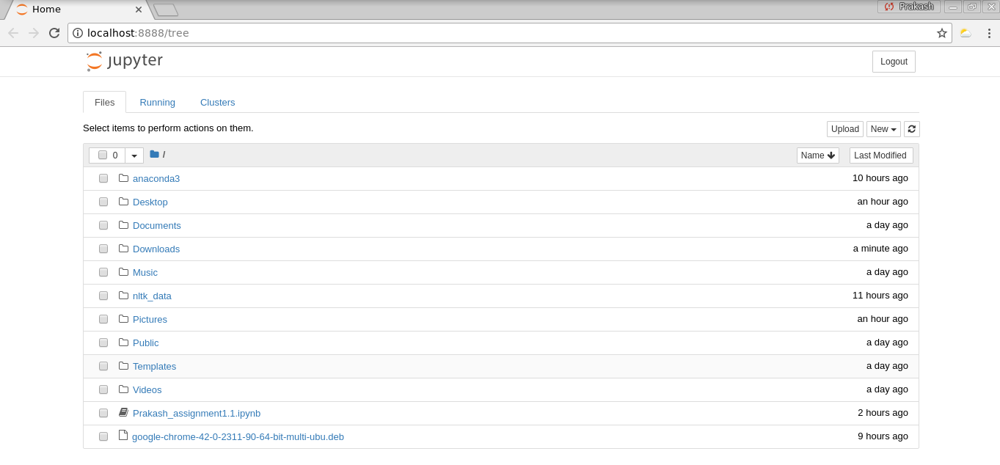 Home
Prakash
localhost:8888/tree
jupyter
Logout
Files Running Clusters
Select items to perform actions on them.
Upload New
0 / Name Last Modified
anaconda3 10 hours ago
Desktop an hour ago
Documents a day ago
Downloads a minute ago
Music a day ago
nltk_data 11 hours ago
Pictures an hour ago
Public a day ago
Templates a day ago
Videos a day ago
Prakash_assignment1.1.ipynb 2 hours ago
google-chrome-42-0-2311-90-64-bit-multi-ubu.deb 9 hours ago